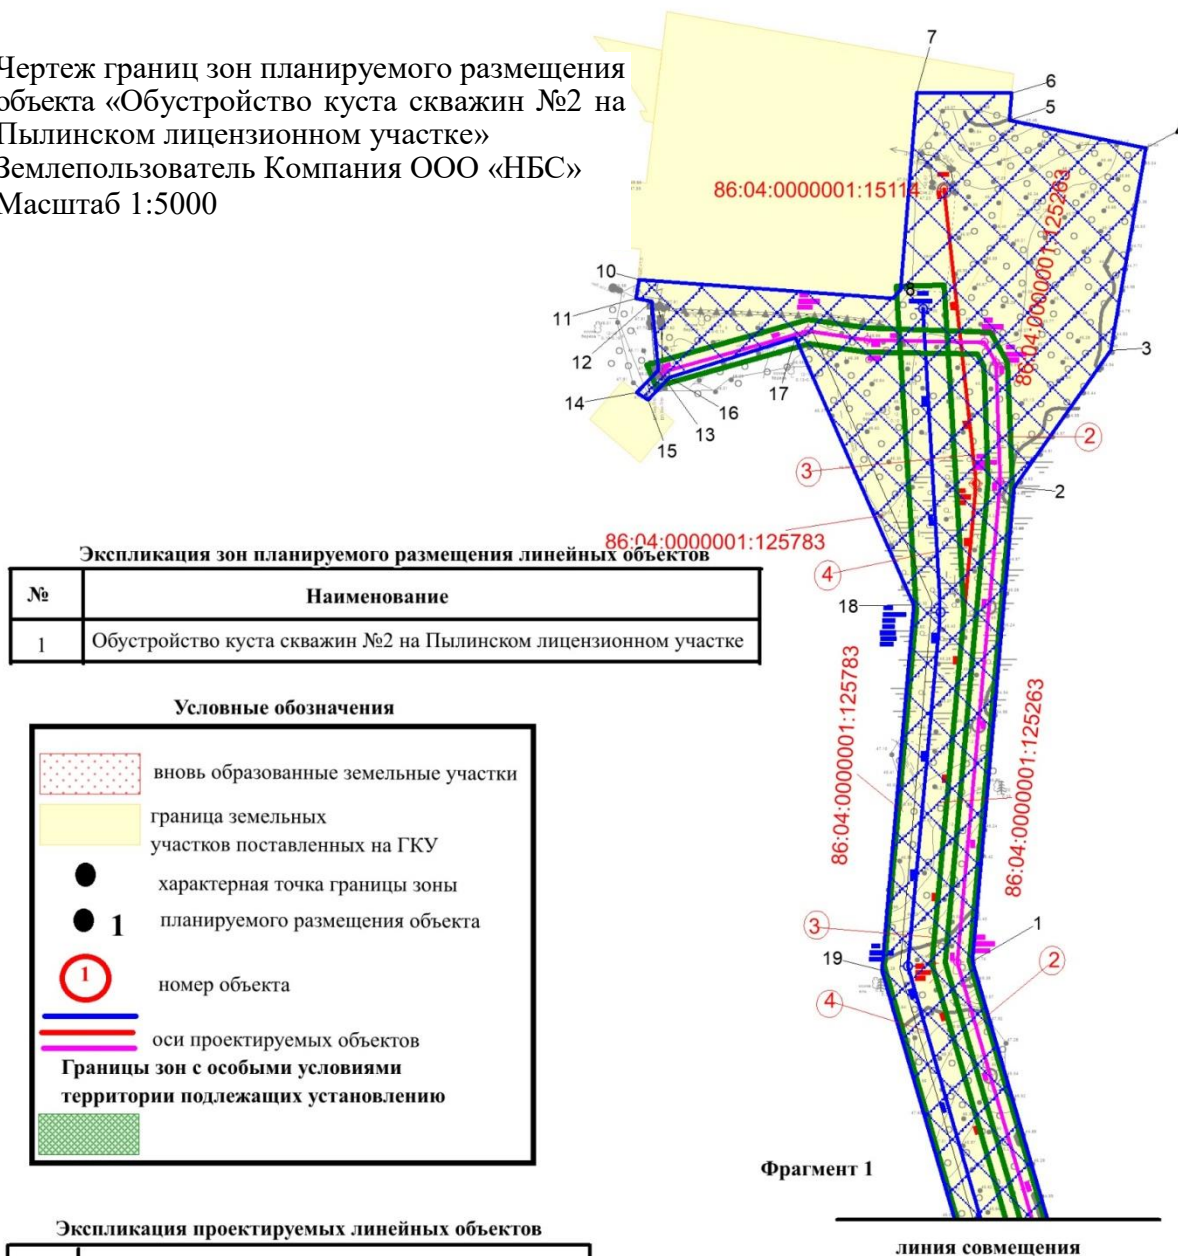 Чертеж границ зон планируемого размещения
объекта «Обустройство куста скважин №2 на
Пылинском лицензионном участке»
Землепользователь Компания ООО «НБС»
Масштаб 1:5000
7
6
5
4
86:04:0000001:15114
86:04:0000001:125263
10
8
11
12
3
14
16
17
13
15
2
3
2
86:04:0000001:125783
4
18
86:04:0000001:125783
86:04:0000001:125263
3
1
19
2
4
Экспликация зон планируемого размещения линейных объектов
№ Наименование
1 Обустройство куста скважин №2 на Пылинском лицензионном участке
Условные обозначения
вновь образованные земельные участки
граница земельных
участков поставленных на ГКУ
характерная точка границы зоны
1 планируемого размещения объекта
1 номер объекта
оси проектируемых объектов
Границы зон с особыми условиями
территории подлежащих установлению
Фрагмент 1
Экспликация проектируемых линейных объектов
линия совмещения